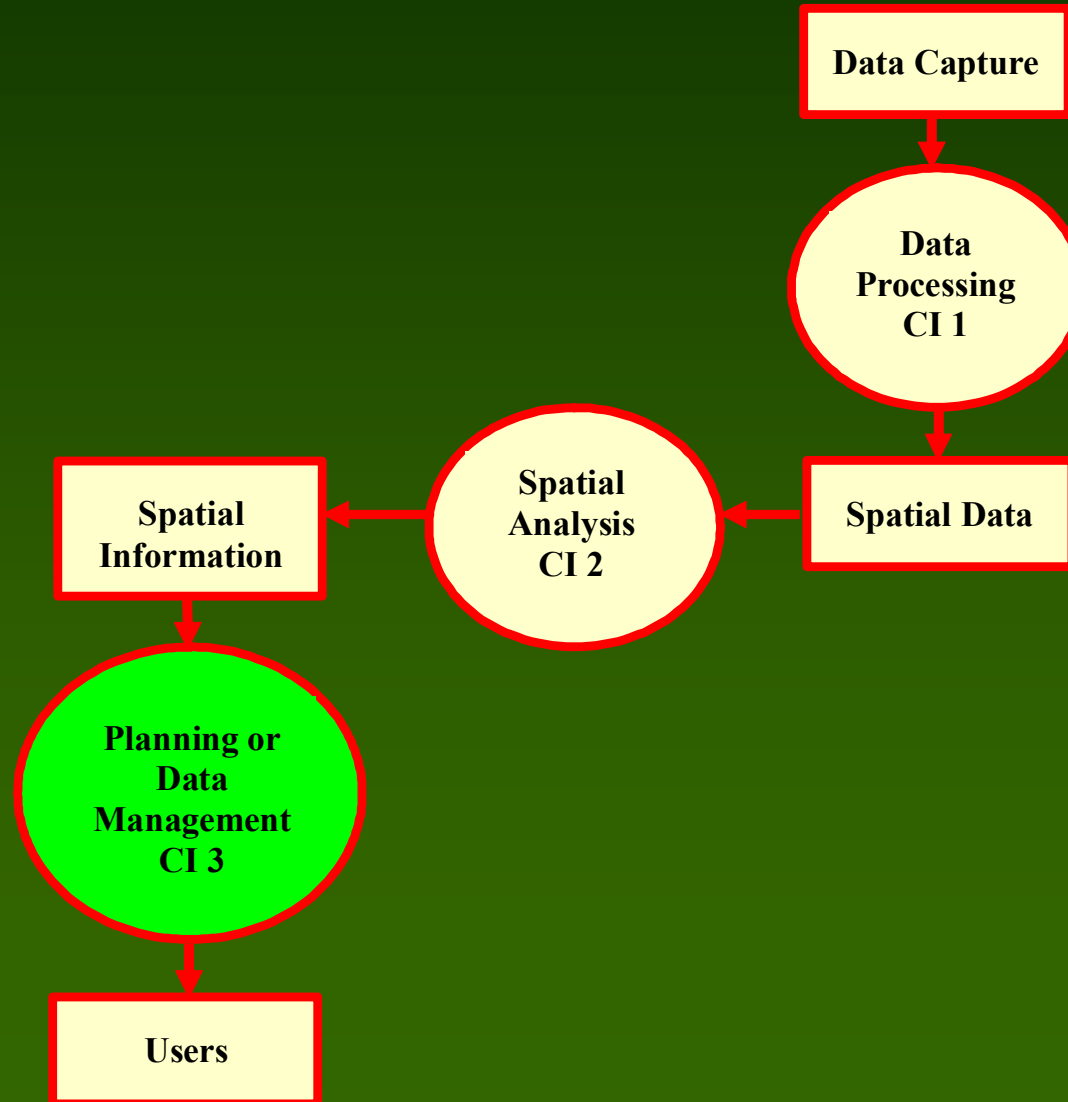 Data Capture
Data
Processing
CI 1
Spatial Data
Spatial
Analysis
CI 2
Spatial
Information
Planning or
Data
Management
CI 3
Users